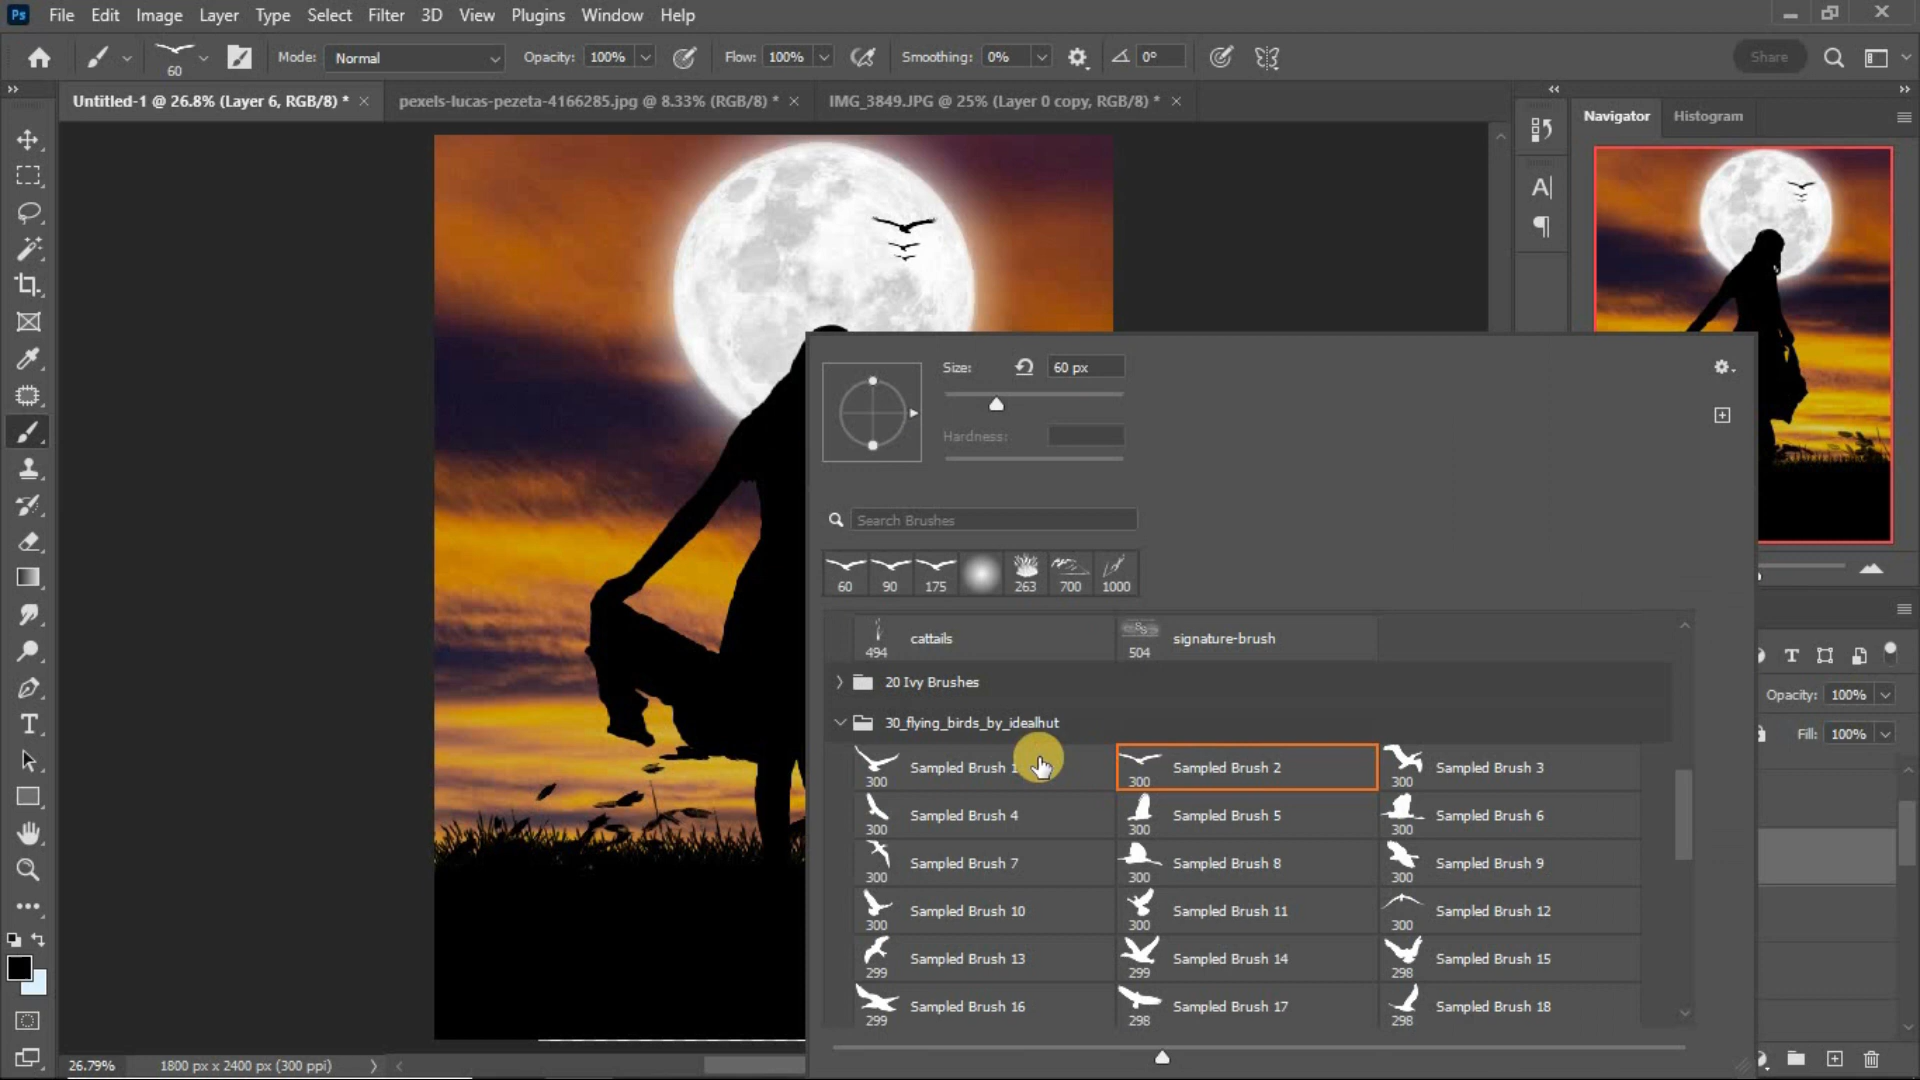 Ps File Edit Image Layer Type Select Filter 3D View Plugins Window Help
60 Mode: Normal Opacity: 100% Flow: 100% Smoothing: 0% 0° Share
Untitled-1 @ 26.8% (Layer 6, RGB/8) * pexels-lucas-pezeta-4166285.jpg @ 8.33% (RGB/8) * IMG_3849.JPG @ 25% (Layer 0 copy, RGB/8) *
Navigator Histogram
Size: 60 px
Hardness:
Search Brushes
60 90 175 263 700 1000
494 cattails 504 signature-brush
20 Ivy Brushes
30_flying_birds_by_idealhut
300 Sampled Brush 1 300 Sampled Brush 2 300 Sampled Brush 3
300 Sampled Brush 4 300 Sampled Brush 5 300 Sampled Brush 6
300 Sampled Brush 7 300 Sampled Brush 8 300 Sampled Brush 9
300 Sampled Brush 10 300 Sampled Brush 11 300 Sampled Brush 12
299 Sampled Brush 13 299 Sampled Brush 14 298 Sampled Brush 15
299 Sampled Brush 16 298 Sampled Brush 17 298 Sampled Brush 18
Opacity: 100%
Fill: 100%
26.79% 1800 px x 2400 px (300 ppi)